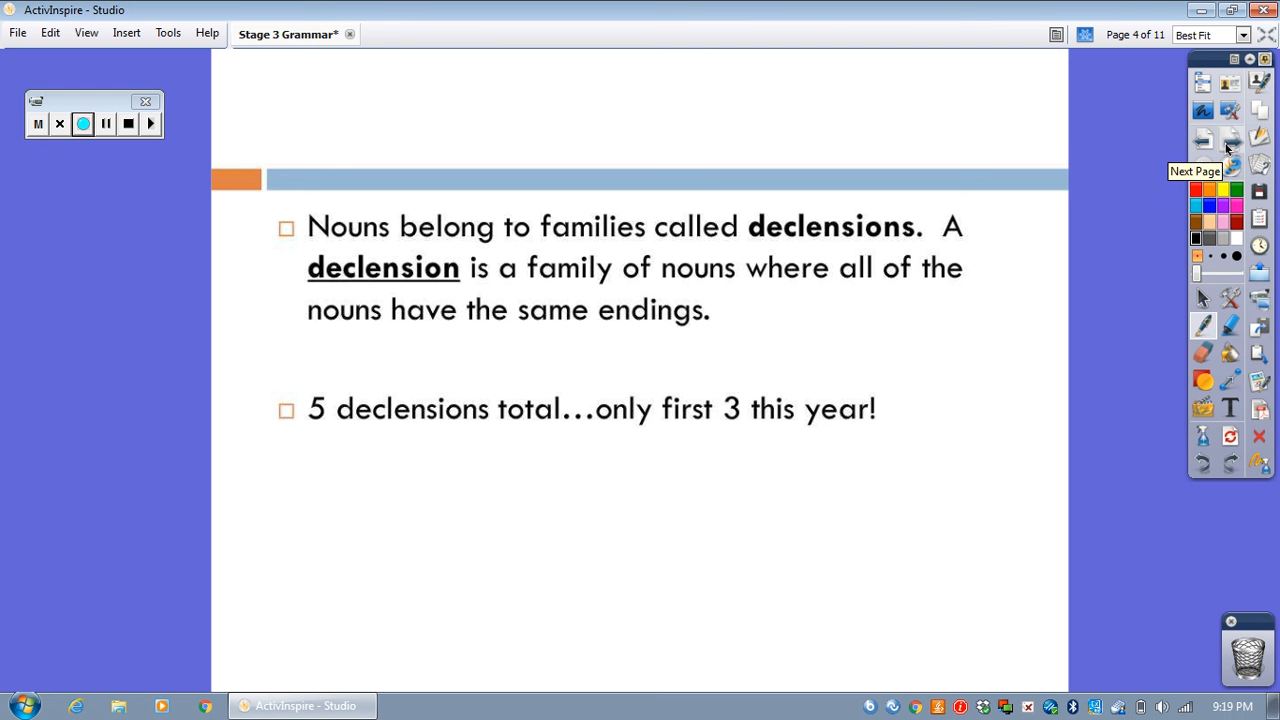 ActivInspire - Studio
File Edit View Insert Tools Help
Stage 3 Grammar*
Page 4 of 11
Best Fit
M
Next Page
Nouns belong to families called declensions. A
declension is a family of nouns where all of the
nouns have the same endings.
5 declensions total...only first 3 this year!
T
ActivInspire - Studio
9:19 PM